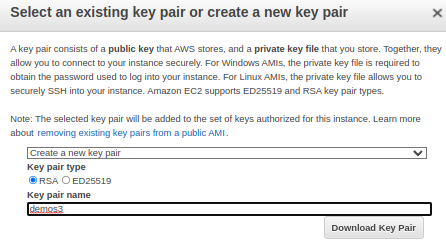 Select an existing key pair or create a new key pair
A key pair consists of a public key that AWS stores, and a private key file that you store. Together, they
allow you to connect to your instance securely. For Windows AMIs, the private key file is required to
obtain the password used to log into your instance. For Linux AMIs, the private key file allows you to
securely SSH into your instance. Amazon EC2 supports ED25519 and RSA key pair types.
Note: The selected key pair will be added to the set of keys authorized for this instance. Learn more
about removing existing key pairs from a public AMI.
Create a new key pair
Key pair type
RSA ED25519
Key pair name
demos3
Download Key Pair